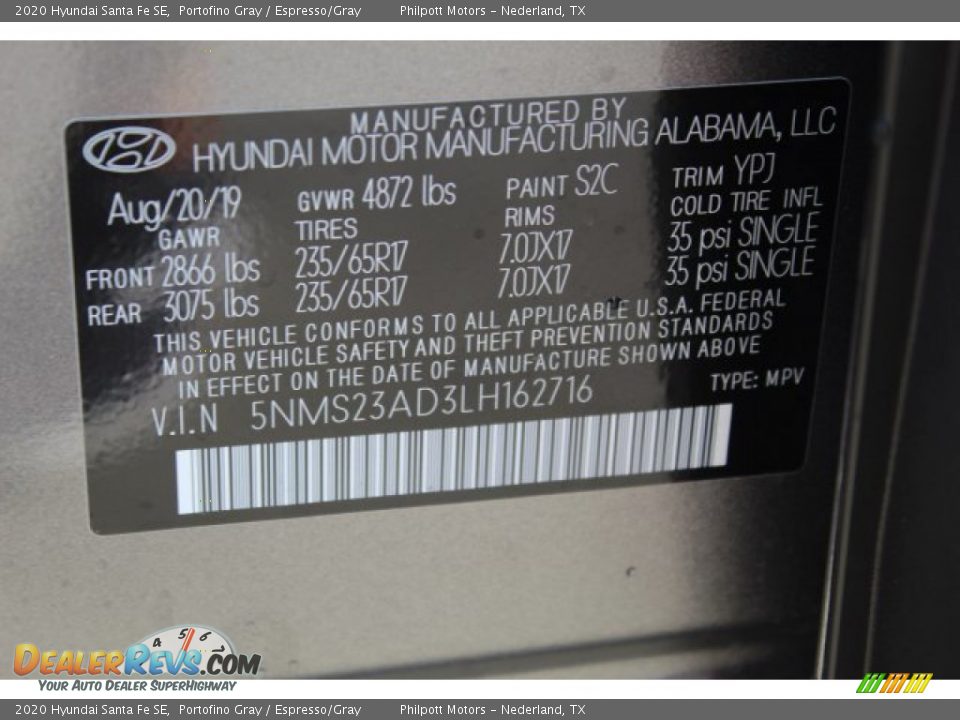 2020 Hyundai Santa Fe SE, Portofino Gray / Espresso/Gray Philpott Motors - Nederland, TX
MANUFACTURED BY
HYUNDAI MOTOR MANUFACTURING ALABAMA, LLC
Aug/20/19 GVWR 4872 lbs PAINT S2C TRIM YPJ
GAWR TIRES RIMS COLD TIRE INFL
FRONT 2866 lbs 235/65R17 7.0JX17 35 psi SINGLE
REAR 3075 lbs 235/65R17 7.0JX17 35 psi SINGLE
THIS VEHICLE CONFORMS TO ALL APPLICABLE U.S.A. FEDERAL
MOTOR VEHICLE SAFETY AND THEFT PREVENTION STANDARDS
IN EFFECT ON THE DATE OF MANUFACTURE SHOWN ABOVE
V.I.N 5NMS23AD3LH162716 TYPE: MPV
4 5 6 7
DEALERREVS.COM
YOUR AUTO DEALER SUPERHIGHWAY
2020 Hyundai Santa Fe SE, Portofino Gray / Espresso/Gray Philpott Motors - Nederland, TX